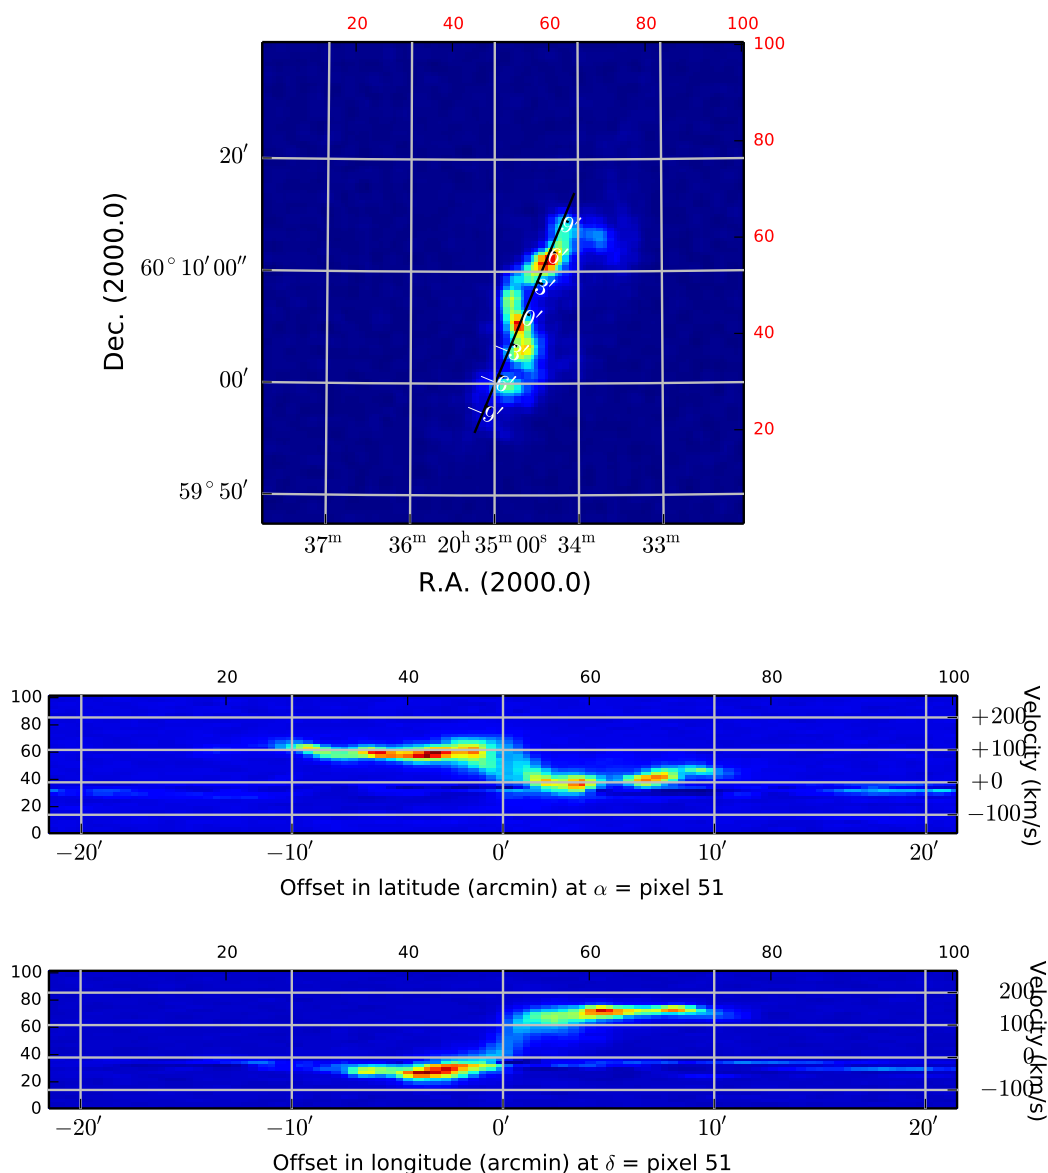 20 40 60 80 100
100
80
20′
9′
60
6′
60° 10′ 00″
3′
0′
40
3′
00′
6′
9′
20
59° 50′
Dec. (2000.0)
37ᵐ 36ᵐ 20ʰ 35ᵐ 00ˢ 34ᵐ 33ᵐ
R.A. (2000.0)
20 40 60 80 100
100
80
60
40
20
0
+200
+100
+0
−100
Velocity (km/s)
−20′ −10′ 0′ 10′ 20′
Offset in latitude (arcmin) at α = pixel 51
20 40 60 80 100
100
80
60
40
20
0
200
100
0
−100
Velocity (km/s)
−20′ −10′ 0′ 10′ 20′
Offset in longitude (arcmin) at δ = pixel 51